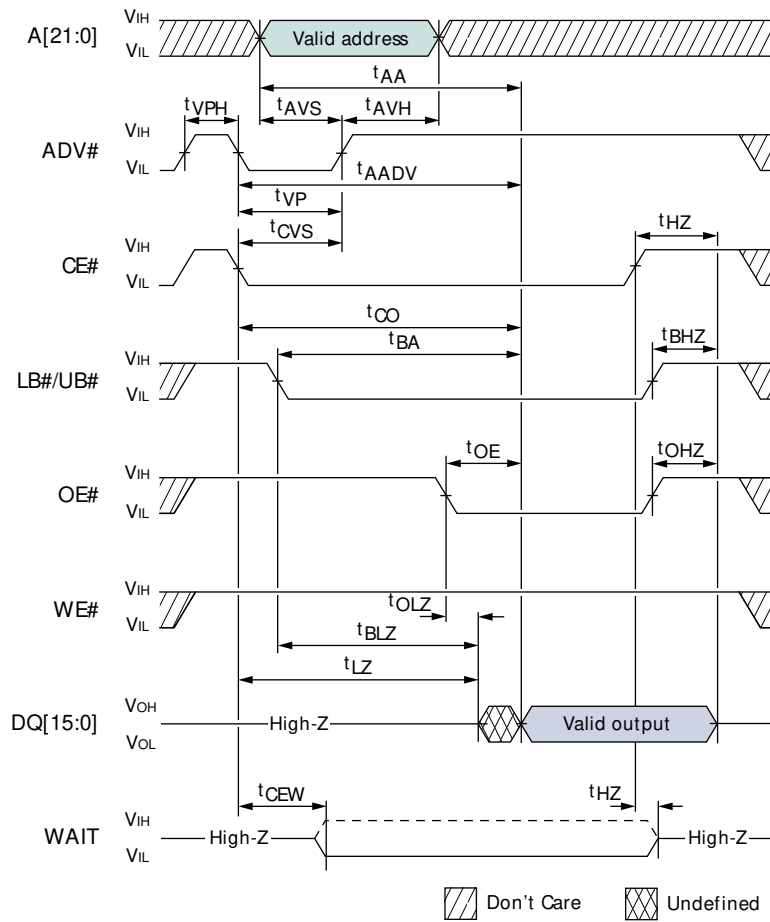 VIH
A[21:0]
Valid address
VIL
tAA
tVPH
tAVS
tAVH
VIH
ADV#
VIL
tAADV
tVP
tCVS
tHZ
VIH
CE#
VIL
tCO
tBA
tBHZ
VIH
LB#/UB#
VIL
tOE
tOHZ
VIH
OE#
VIL
VIH
WE#
tOLZ
VIL
tBLZ
tLZ
VOH
DQ[15:0]
High-Z
Valid output
VOL
tCEW
tHZ
VIH
WAIT
High-Z
High-Z
VIL
Don't Care
Undefined